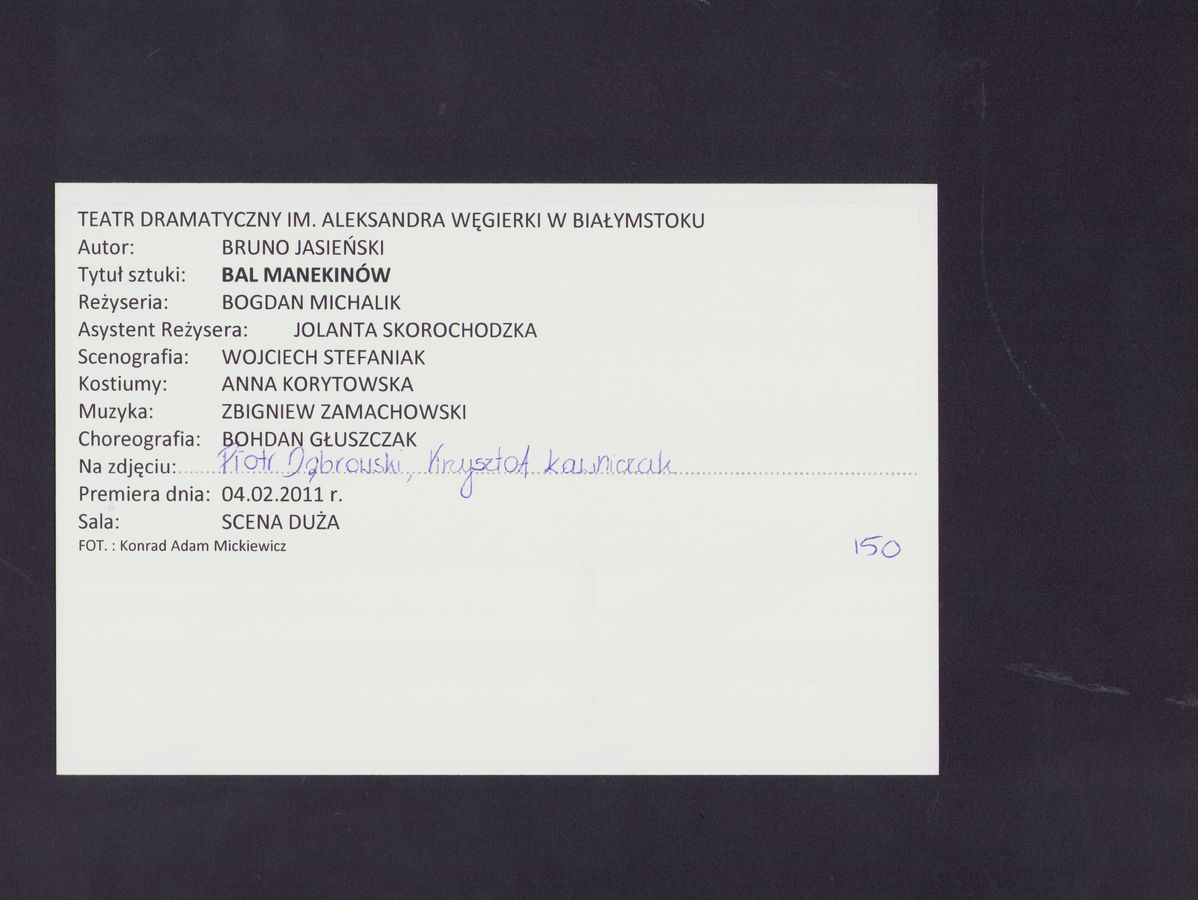 TEATR DRAMATYCZNY IM. ALEKSANDRA WĘGIERKI W BIAŁYMSTOKU
Autor: BRUNO JASIEŃSKI
Tytuł sztuki: BAL MANEKINÓW
Reżyseria: BOGDAN MICHALIK
Asystent Reżysera: JOLANTA SKOROCHODZKA
Scenografia: WOJCIECH STEFANIAK
Kostiumy: ANNA KORYTOWSKA
Muzyka: ZBIGNIEW ZAMACHOWSKI
Choreografia: BOHDAN GŁUSZCZAK
Na zdjęciu: Piotr Dąbrowski, Krzysztof Ławniczak
Premiera dnia: 04.02.2011 r.
Sala: SCENA DUŻA
FOT. : Konrad Adam Mickiewicz
150